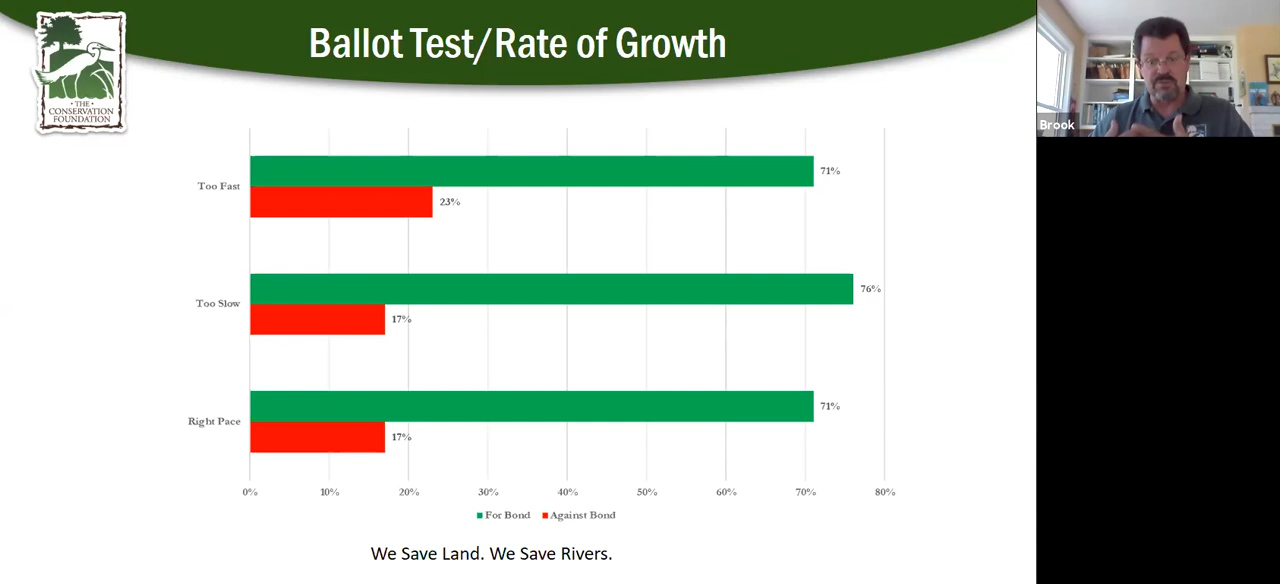 Ballot Test/Rate of Growth
• THE •
CONSERVATION
FOUNDATION
Brook
Too Fast
71%
23%
Too Slow
76%
17%
Right Pace
71%
17%
0% 10% 20% 30% 40% 50% 60% 70% 80%
For Bond Against Bond
We Save Land. We Save Rivers.